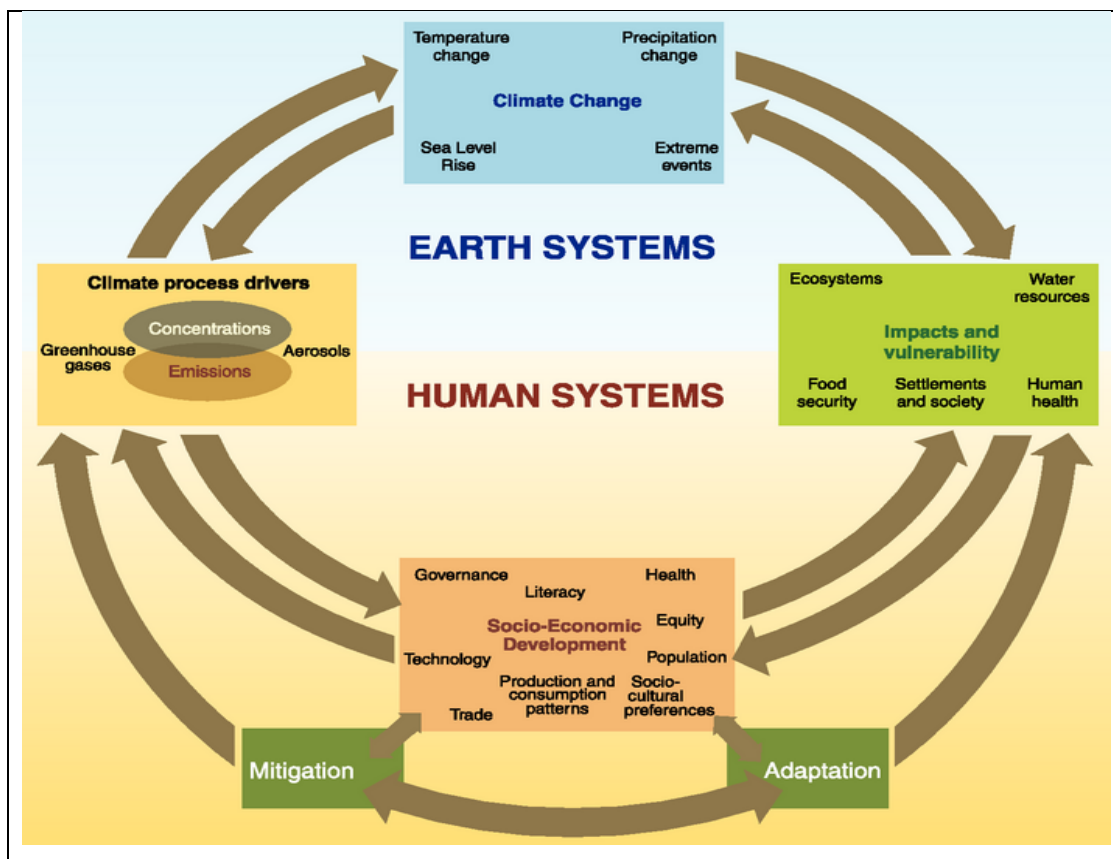 Temperature
change
Precipitation
change
Climate Change
Sea Level
Rise
Extreme
events
EARTH SYSTEMS
Climate process drivers
Concentrations
Greenhouse
gases
Aerosols
Emissions
Ecosystems
Water
resources
Impacts and
vulnerability
Food
security
Settlements
and society
Human
health
HUMAN SYSTEMS
Governance
Literacy
Health
Socio-Economic
Development
Equity
Technology
Population
Production and
consumption
patterns
Socio-
cultural
preferences
Trade
Mitigation
Adaptation